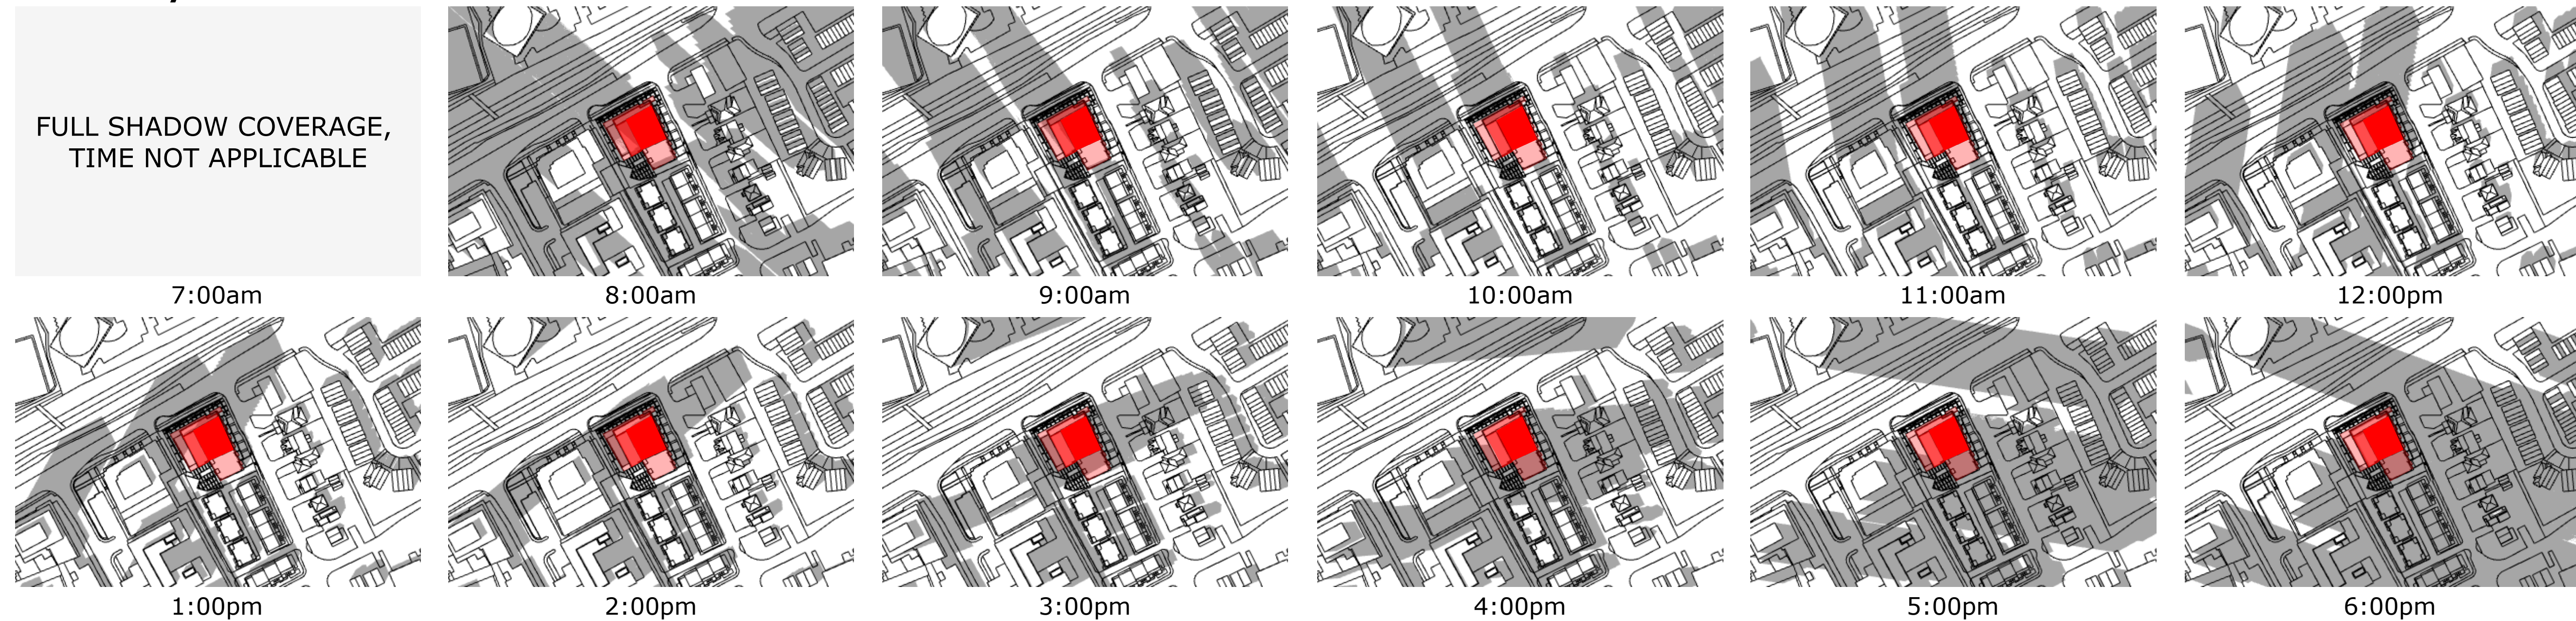 FULL SHADOW COVERAGE,
TIME NOT APPLICABLE
7:00am
8:00am
9:00am
10:00am
11:00am
12:00pm
1:00pm
2:00pm
3:00pm
4:00pm
5:00pm
6:00pm